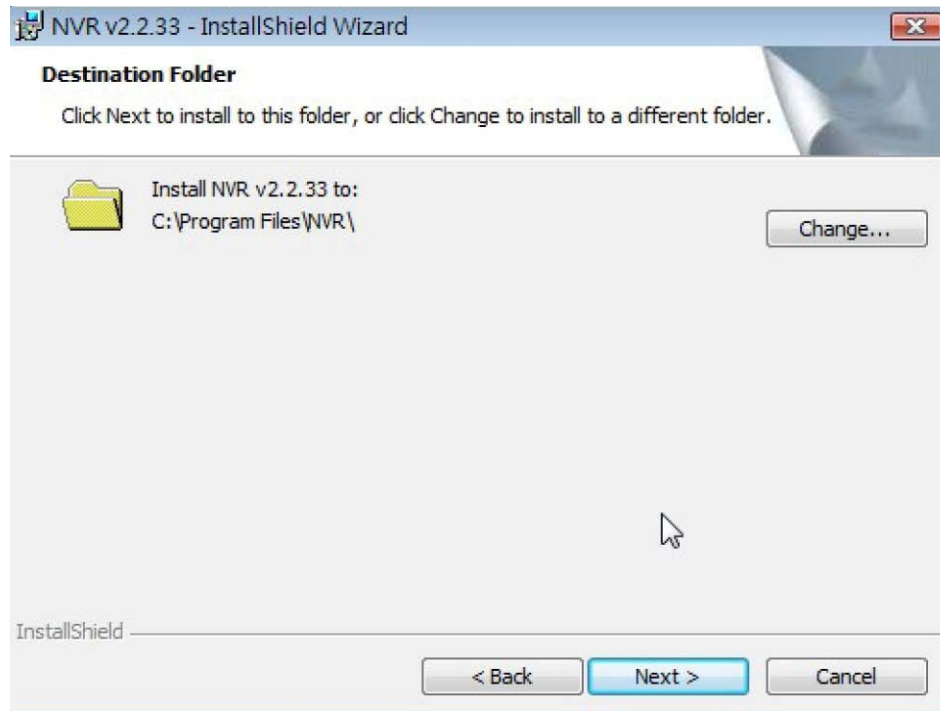 NVR v2.2.33 - InstallShield Wizard
Destination Folder
Click Next to install to this folder, or click Change to install to a different folder.
Install NVR v2.2.33 to:
C:\Program Files\NVR\
Change...
InstallShield
< Back
Next >
Cancel